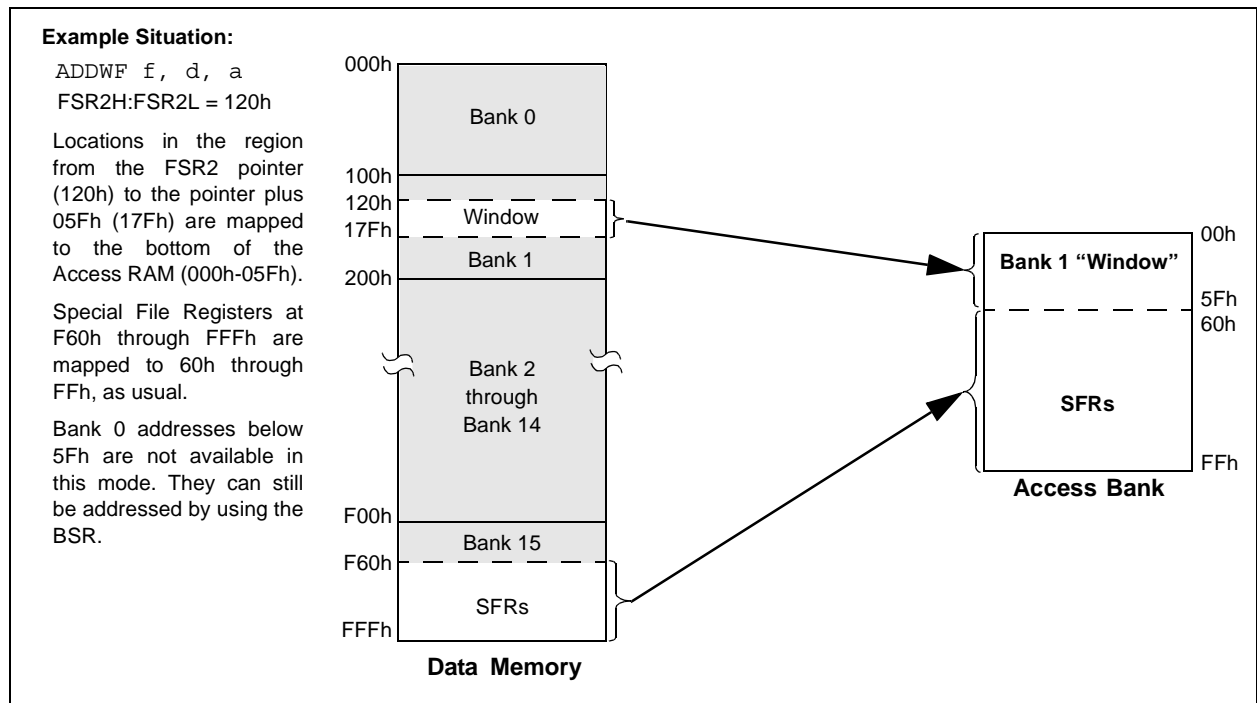 Example Situation:
ADDWF f, d, a
FSR2H:FSR2L = 120h
Locations in the region
from the FSR2 pointer
(120h) to the pointer plus
05Fh (17Fh) are mapped
to the bottom of the
Access RAM (000h-05Fh).
Special File Registers at
F60h through FFFh are
mapped to 60h through
FFh, as usual.
Bank 0 addresses below
5Fh are not available in
this mode. They can still
be addressed by using the
BSR.
000h
Bank 0
100h
120h
Window
17Fh
Bank 1
200h
Bank 2
through
Bank 14
F00h
Bank 15
F60h
SFRs
FFFh
Data Memory
00h
Bank 1 “Window”
5Fh
60h
SFRs
FFh
Access Bank